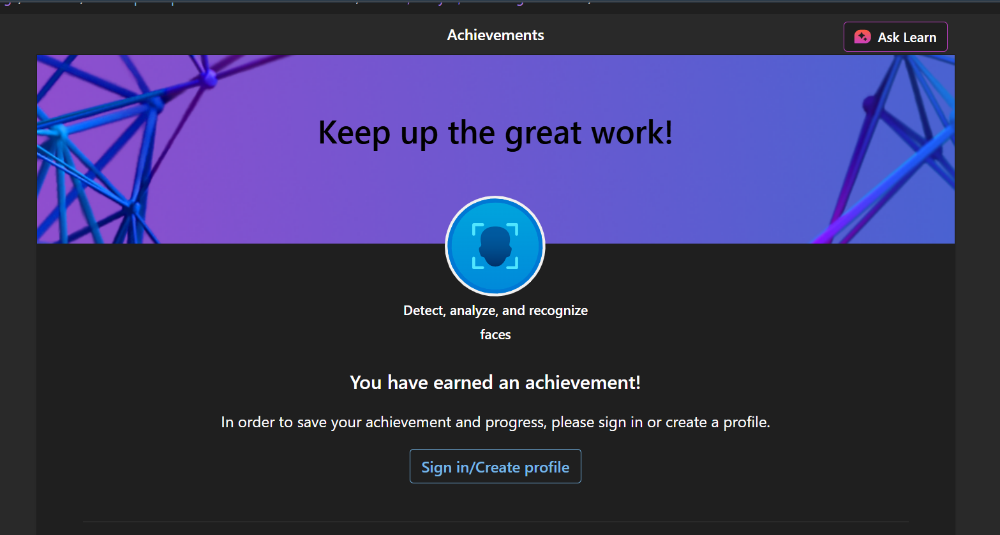 Achievements
Ask Learn
Keep up the great work!
Detect, analyze, and recognize
faces
You have earned an achievement!
In order to save your achievement and progress, please sign in or create a profile.
Sign in/Create profile